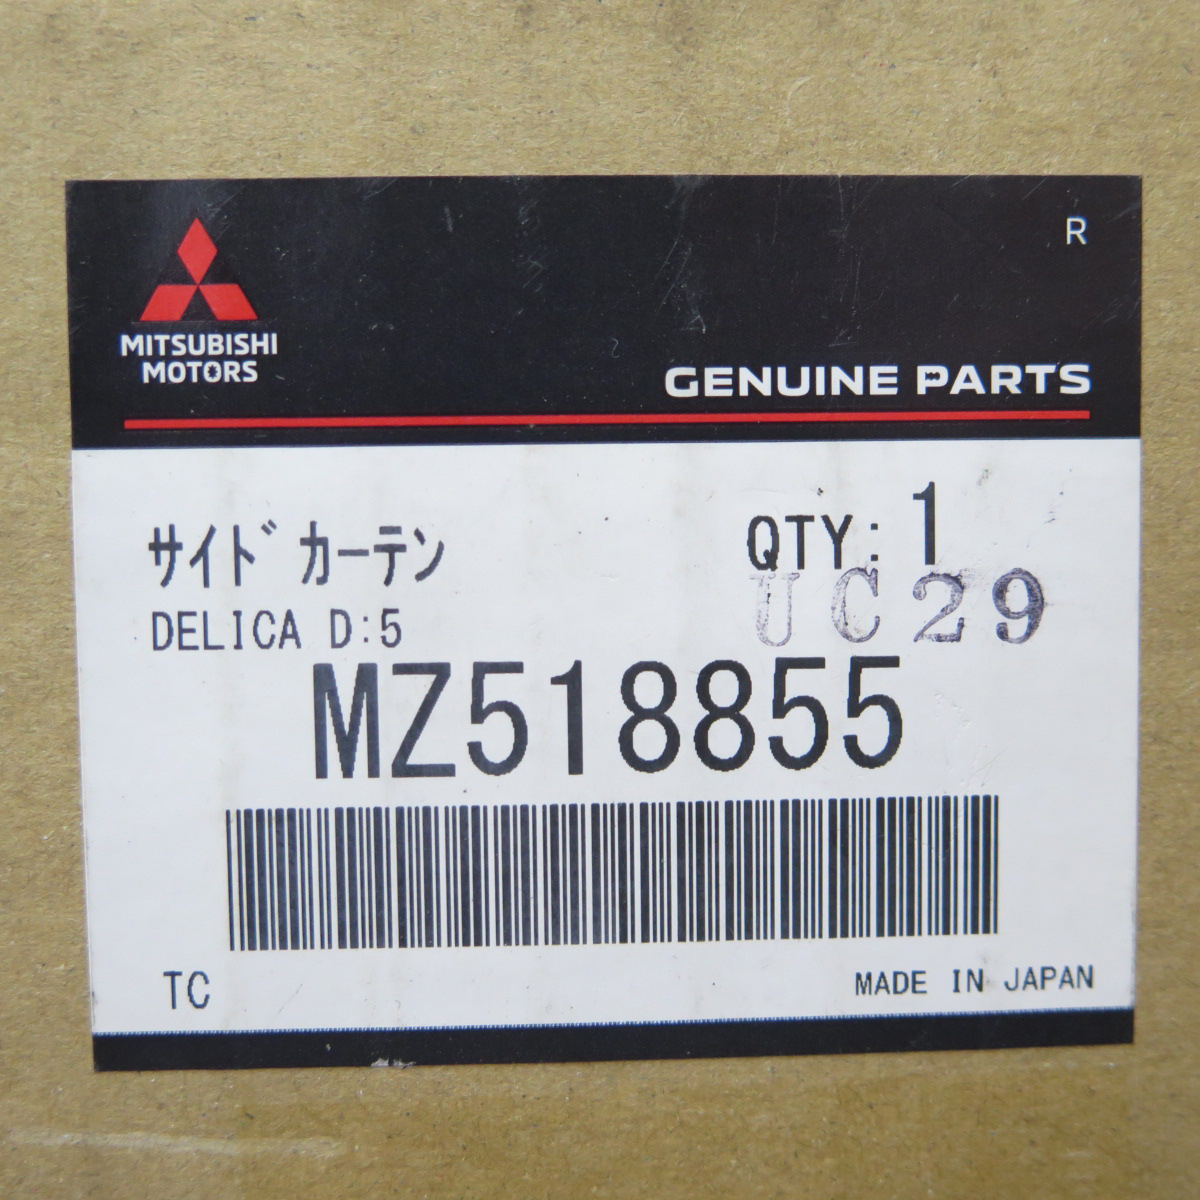 R
MITSUBISHI
MOTORS
GENUINE PARTS
サイド カーテン
QTY: 1
DELICA D:5
UC29
MZ518855
TC
MADE IN JAPAN